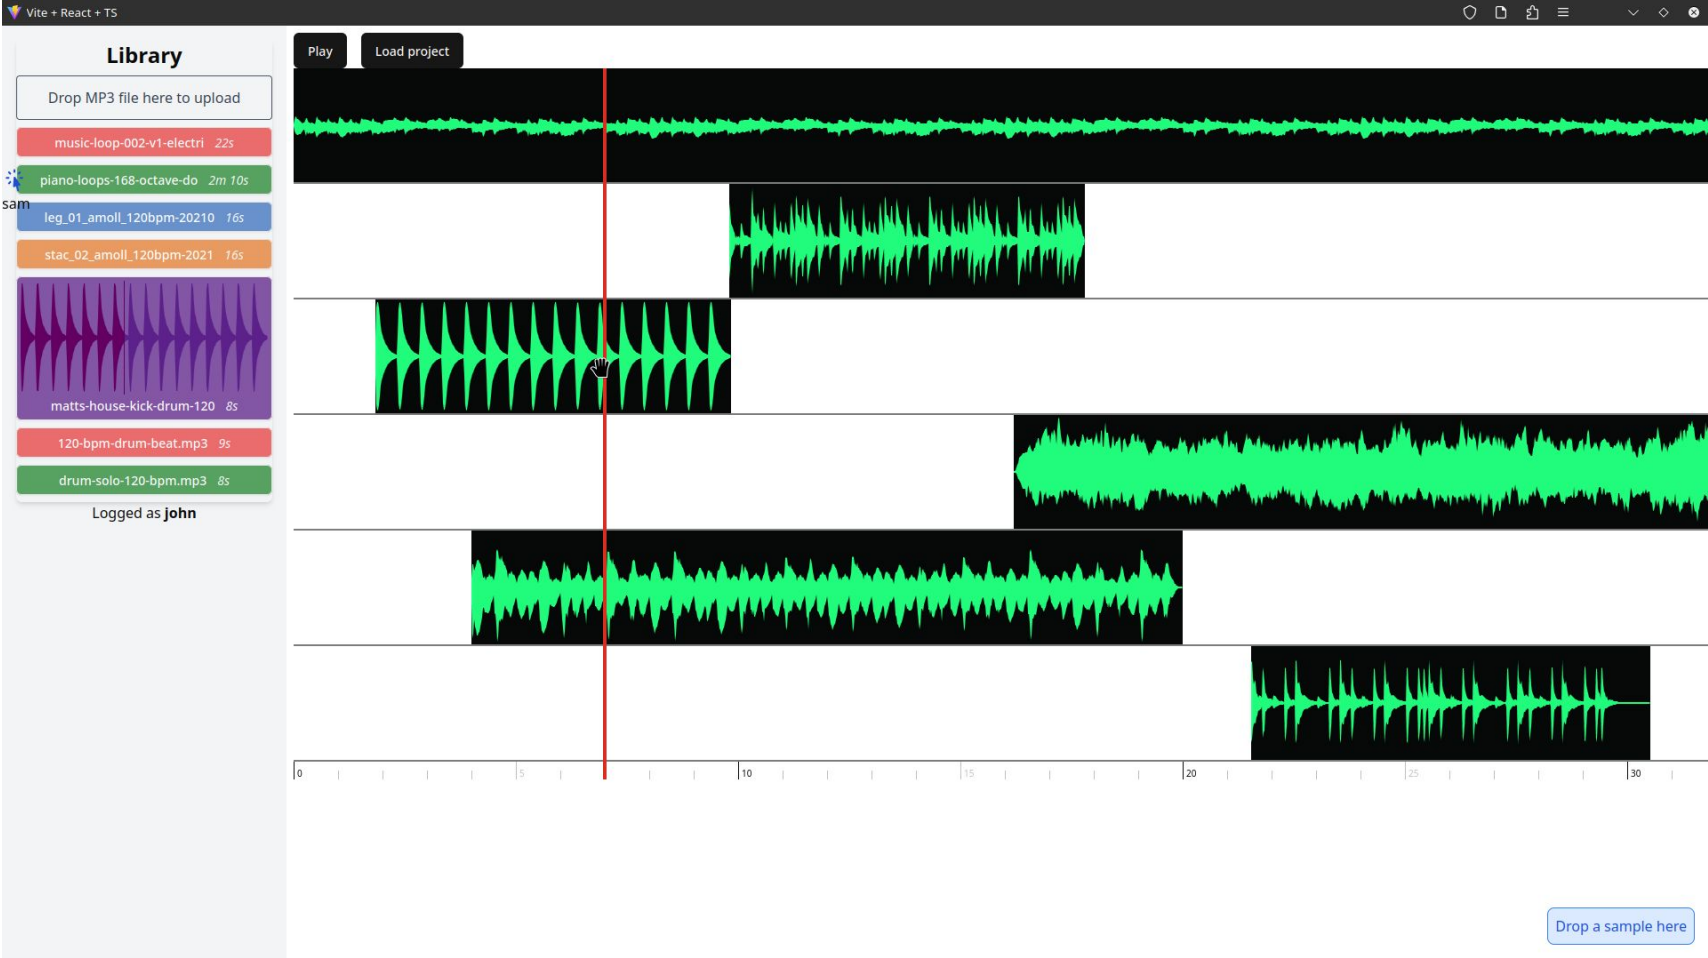 Vite + React + TS
Library
Drop MP3 file here to upload
music-loop-002-v1-electri 22s
piano-loops-168-octave-do 2m 10s
sam
leg_01_amoll_120bpm-20210 16s
stac_02_amoll_120bpm-2021 16s
matts-house-kick-drum-120 8s
120-bpm-drum-beat.mp3 9s
drum-solo-120-bpm.mp3 8s
Logged as john
Play Load project
0 5 10 15 20 25 30
Drop a sample here